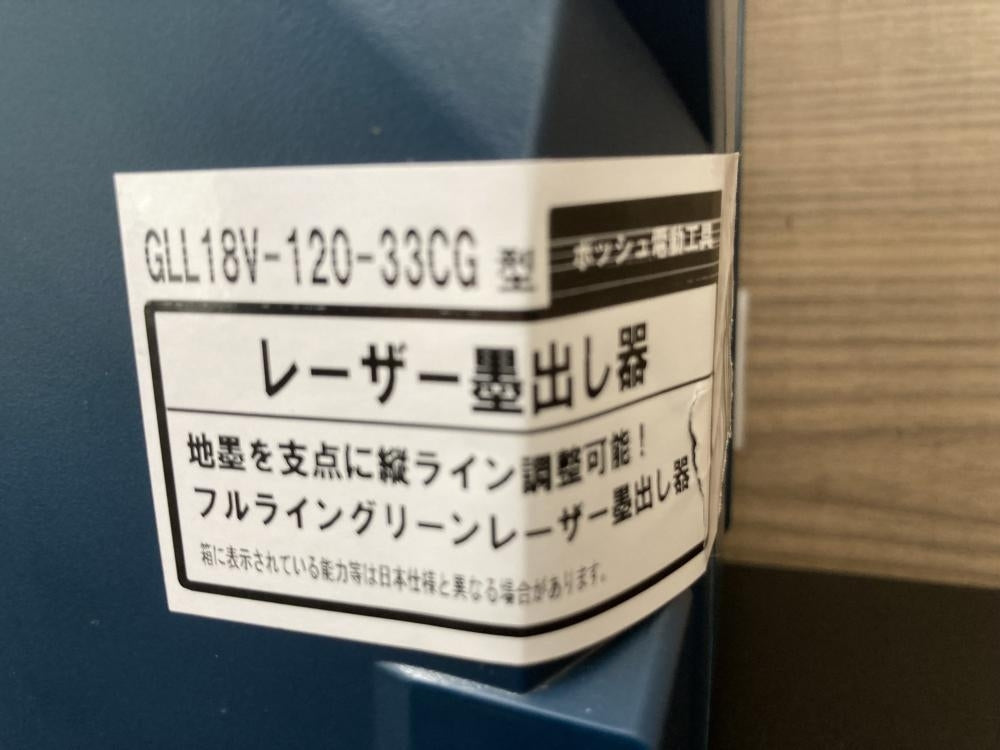 GLL18V-120-33CG 型
ボッシュ電動工具
レーザー墨出し器
地墨を支点に縦ライン調整可能！
フルライングリーンレーザー墨出し器
箱に表示されている能力等は日本仕様と異なる場合があります。